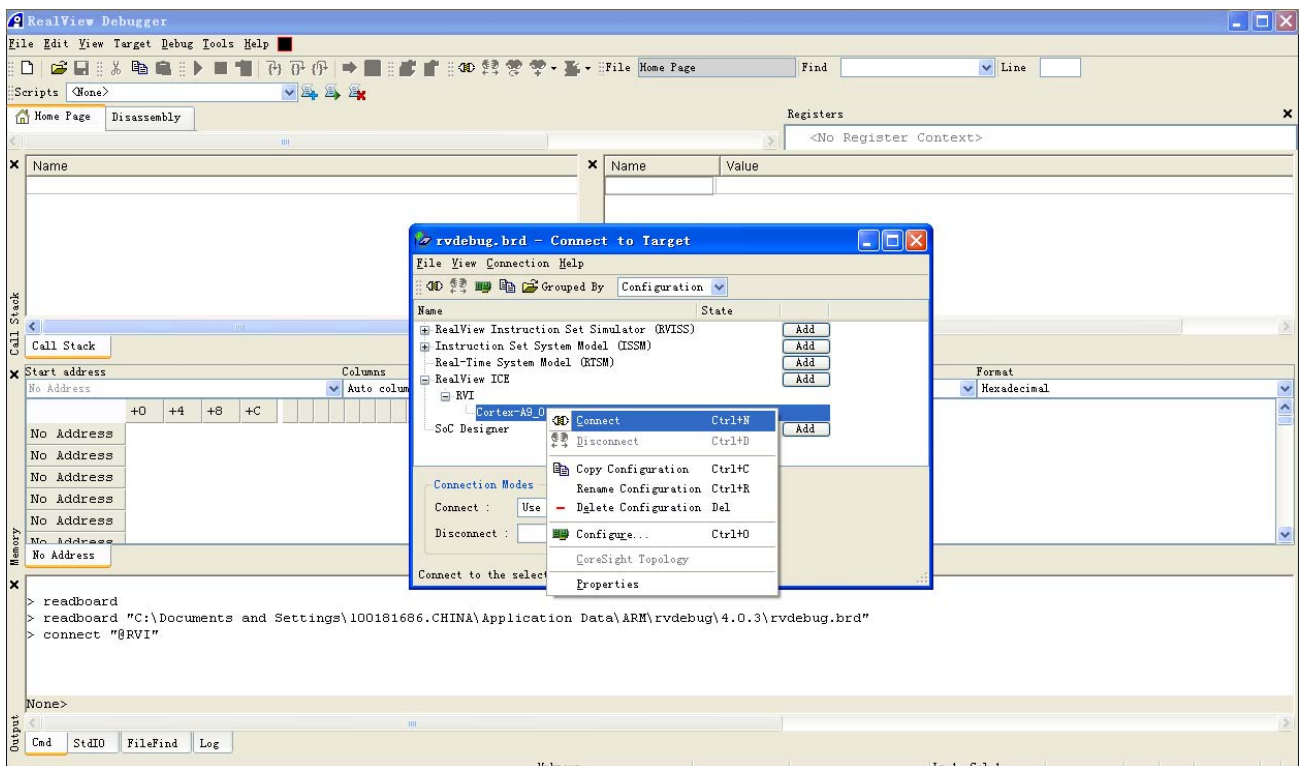 RealView Debugger
File Edit View Target Debug Tools Help
File Home Page Find Line
Scripts <None>
Home Page Disassembly
Registers
<No Register Context>
Name
Name Value
Call Stack
Call Stack
Start address Columns Format
No Address Auto colum Hexadecimal
+0 +4 +8 +C
No Address
No Address
No Address
No Address
No Address
No Address
Memory
No Address
rvdebug.brd - Connect to Target
File View Connection Help
Grouped By Configuration
Name State
RealView Instruction Set Simulator (RVISS) Add
Instruction Set System Model (ISSM) Add
Real-Time System Model (RTSM) Add
RealView ICE Add
RVI
Cortex-A9_0
SoC Designer Add
Connection Modes
Connect : Use
Disconnect :
Connect to the select
Connect Ctrl+N
Disconnect Ctrl+D
Copy Configuration Ctrl+C
Rename Configuration Ctrl+R
Delete Configuration Del
Configure... Ctrl+O
CoreSight Topology
Properties
> readboard
> readboard "C:\Documents and Settings\l00181686.CHINA\Application Data\ARM\rvdebug\4.0.3\rvdebug.brd"
> connect "@RVI"
None>
Output
Cmd StdIO FileFind Log